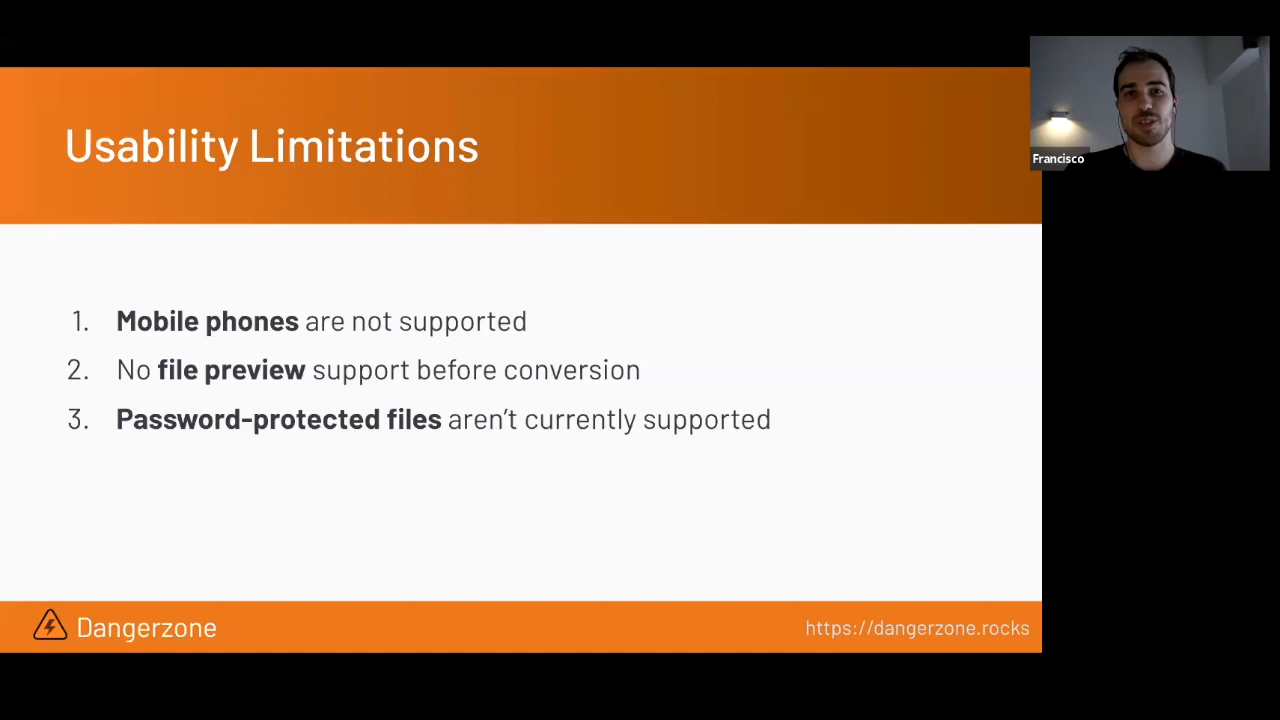 Usability Limitations
Francisco
1. Mobile phones are not supported
2. No file preview support before conversion
3. Password-protected files aren't currently supported
Dangerzone
https://dangerzone.rocks